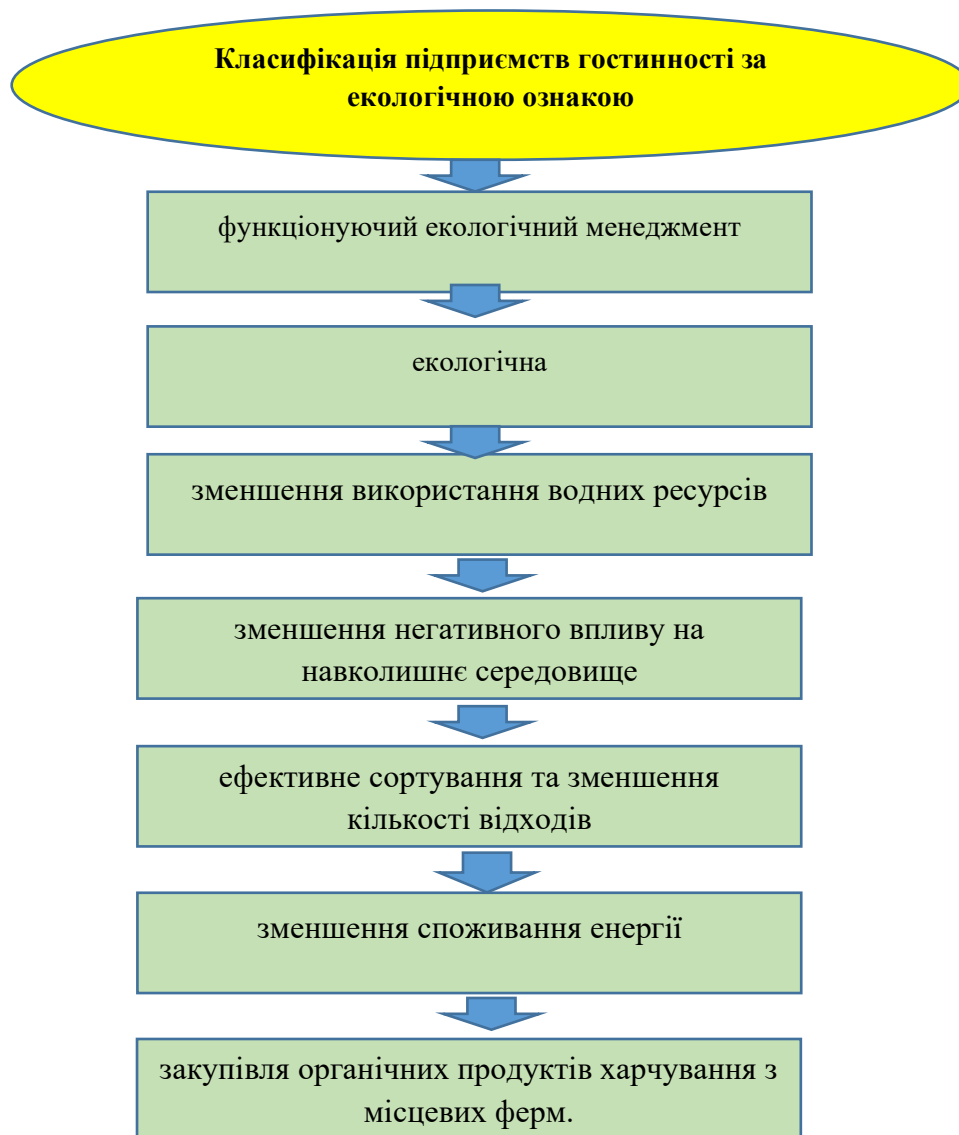 Класифікація підприємств гостинності за
екологічною ознакою
функціонуючий екологічний менеджмент
екологічна
зменшення використання водних ресурсів
зменшення негативного впливу на
навколишнє середовище
ефективне сортування та зменшення
кількості відходів
зменшення споживання енергії
закупівля органічних продуктів харчування з
місцевих ферм.